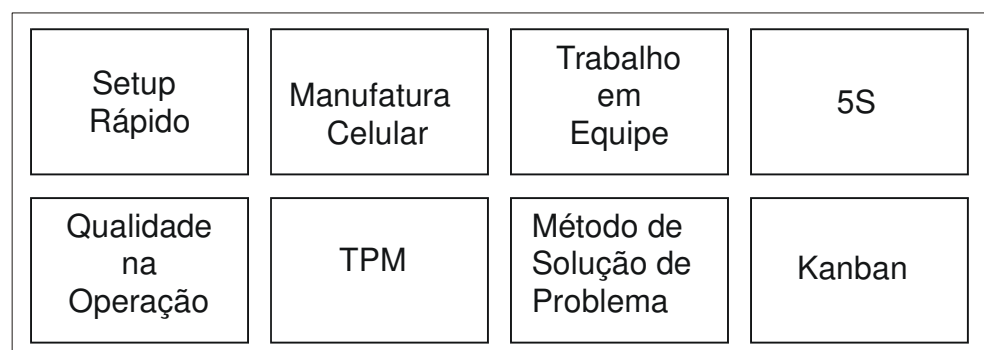 Setup
Rápido
Manufatura
Celular
Trabalho
em
Equipe
5S
Qualidade
na
Operação
TPM
Método de
Solução de
Problema
Kanban